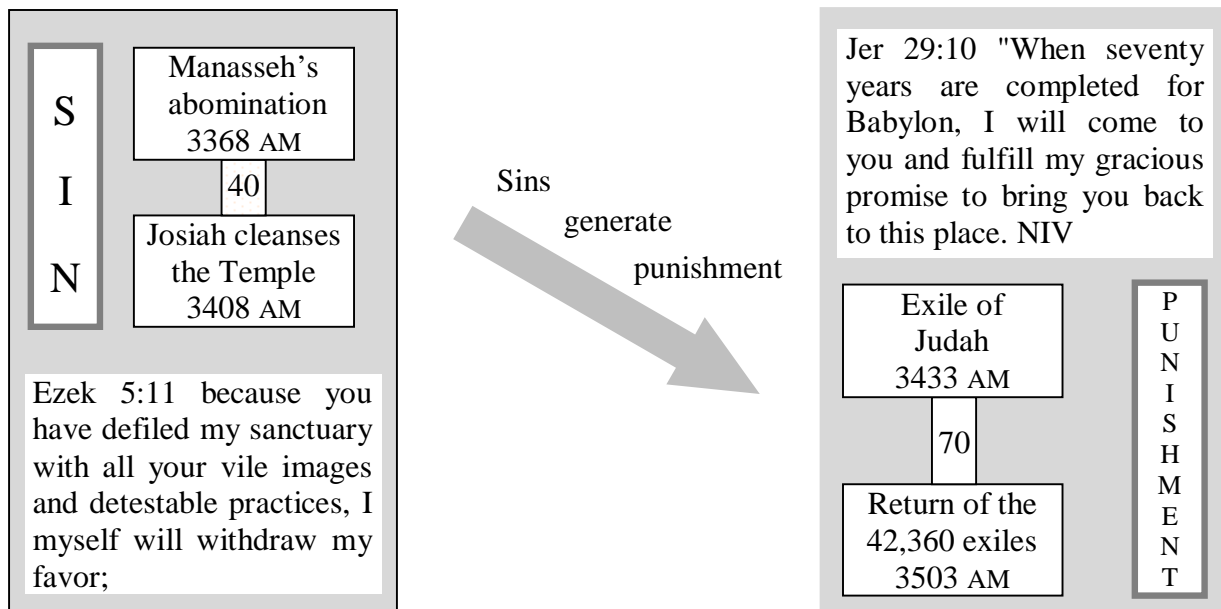 S
I
N
Manasseh’s
abomination
3368 AM
40
Josiah cleanses
the Temple
3408 AM
Ezek 5:11 because you
have defiled my sanctuary
with all your vile images
and detestable practices, I
myself will withdraw my
favor;
Sins
generate
punishment
Jer 29:10 "When seventy
years are completed for
Babylon, I will come to
you and fulfill my gracious
promise to bring you back
to this place. NIV
Exile of
Judah
3433 AM
70
Return of the
42,360 exiles
3503 AM
P
U
N
I
S
H
M
E
N
T